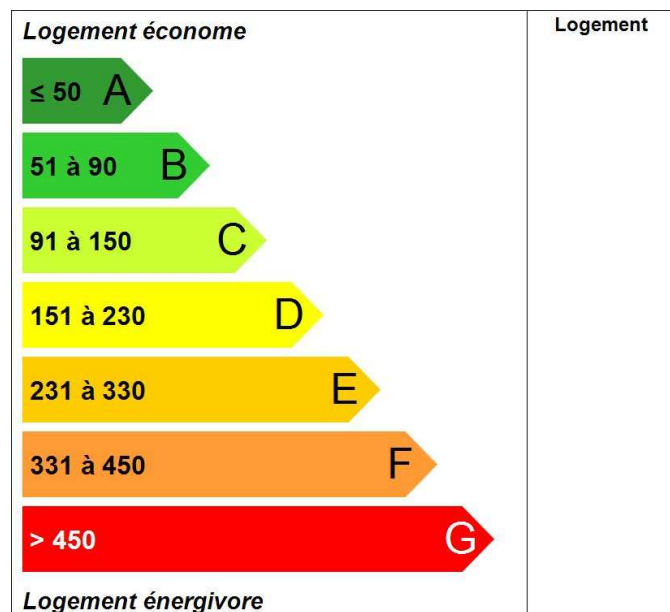 Logement économe
Logement
≤ 50 A
51 à 90 B
91 à 150 C
151 à 230 D
231 à 330 E
331 à 450 F
> 450 G
Logement énergivore